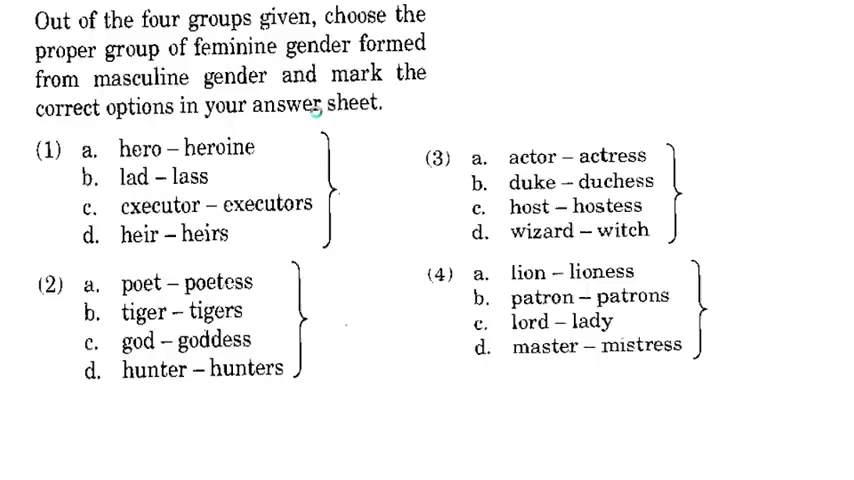 Out of the four groups given, choose the
proper group of feminine gender formed
from masculine gender and mark the
correct options in your answer sheet.
(1) a. hero – heroine
b. lad – lass
c. cxecutor – executors
d. heir – heirs
(2) a. poet – poetess
b. tiger – tigers
c. god – goddess
d. hunter – hunters
(3) a. actor – actress
b. duke – duchess
c. host – hostess
d. wizard – witch
(4) a. lion – lioness
b. patron – patrons
c. lord – lady
d. master – mistress